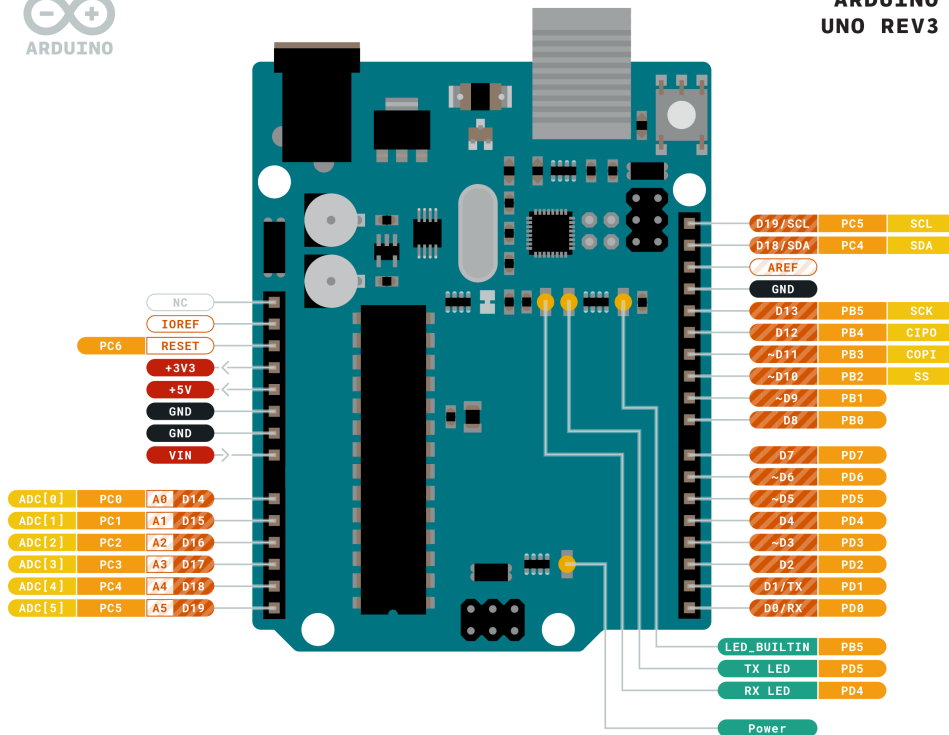 ARDUINO
ARDUINO
UNO REV3
NC
IOREF
PC6 RESET
+3V3
+5V
GND
GND
VIN
ADC[0] PC0 A0 D14
ADC[1] PC1 A1 D15
ADC[2] PC2 A2 D16
ADC[3] PC3 A3 D17
ADC[4] PC4 A4 D18
ADC[5] PC5 A5 D19
D19/SCL PC5 SCL
D18/SDA PC4 SDA
AREF
GND
D13 PB5 SCK
D12 PB4 CIPO
~D11 PB3 COPI
~D10 PB2 SS
~D9 PB1
D8 PB0
D7 PD7
~D6 PD6
~D5 PD5
D4 PD4
~D3 PD3
D2 PD2
D1/TX PD1
D0/RX PD0
LED_BUILTIN PB5
TX LED PD5
RX LED PD4
Power